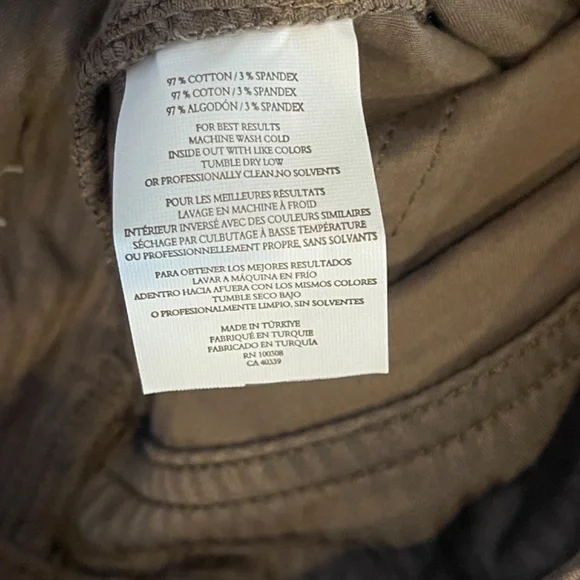 97 % COTTON / 3 % SPANDEX
97 % COTON / 3 % SPANDEX
97 % ALGODÓN / 3 % SPANDEX
FOR BEST RESULTS
MACHINE WASH COLD
INSIDE OUT WITH LIKE COLORS
TUMBLE DRY LOW
OR PROFESSIONALLY CLEAN,NO SOLVENTS
POUR LES MEILLEURES RÉSULTATS
LAVAGE EN MACHINE À FROID
INTÉRIEUR INVERSÉ AVEC DES COULEURS SIMILAIRES
SÉCHAGE PAR CULBUTAGE À BASSE TEMPÉRATURE
OU PROFESSIONNELLEMENT PROPRE, SANS SOLVANTS
PARA OBTENER LOS MEJORES RESULTADOS
LAVAR A MÁQUINA EN FRÍO
ADENTRO HACIA AFUERA CON LOS MISMOS COLORES
TUMBLE SECO BAJO
O PROFESIONALMENTE LIMPIO, SIN SOLVENTES
MADE IN TÜRKİYE
FABRIQUÉ EN TURQUIE
FABRICADO EN TURQUÍA
RN 100308
CA 40339